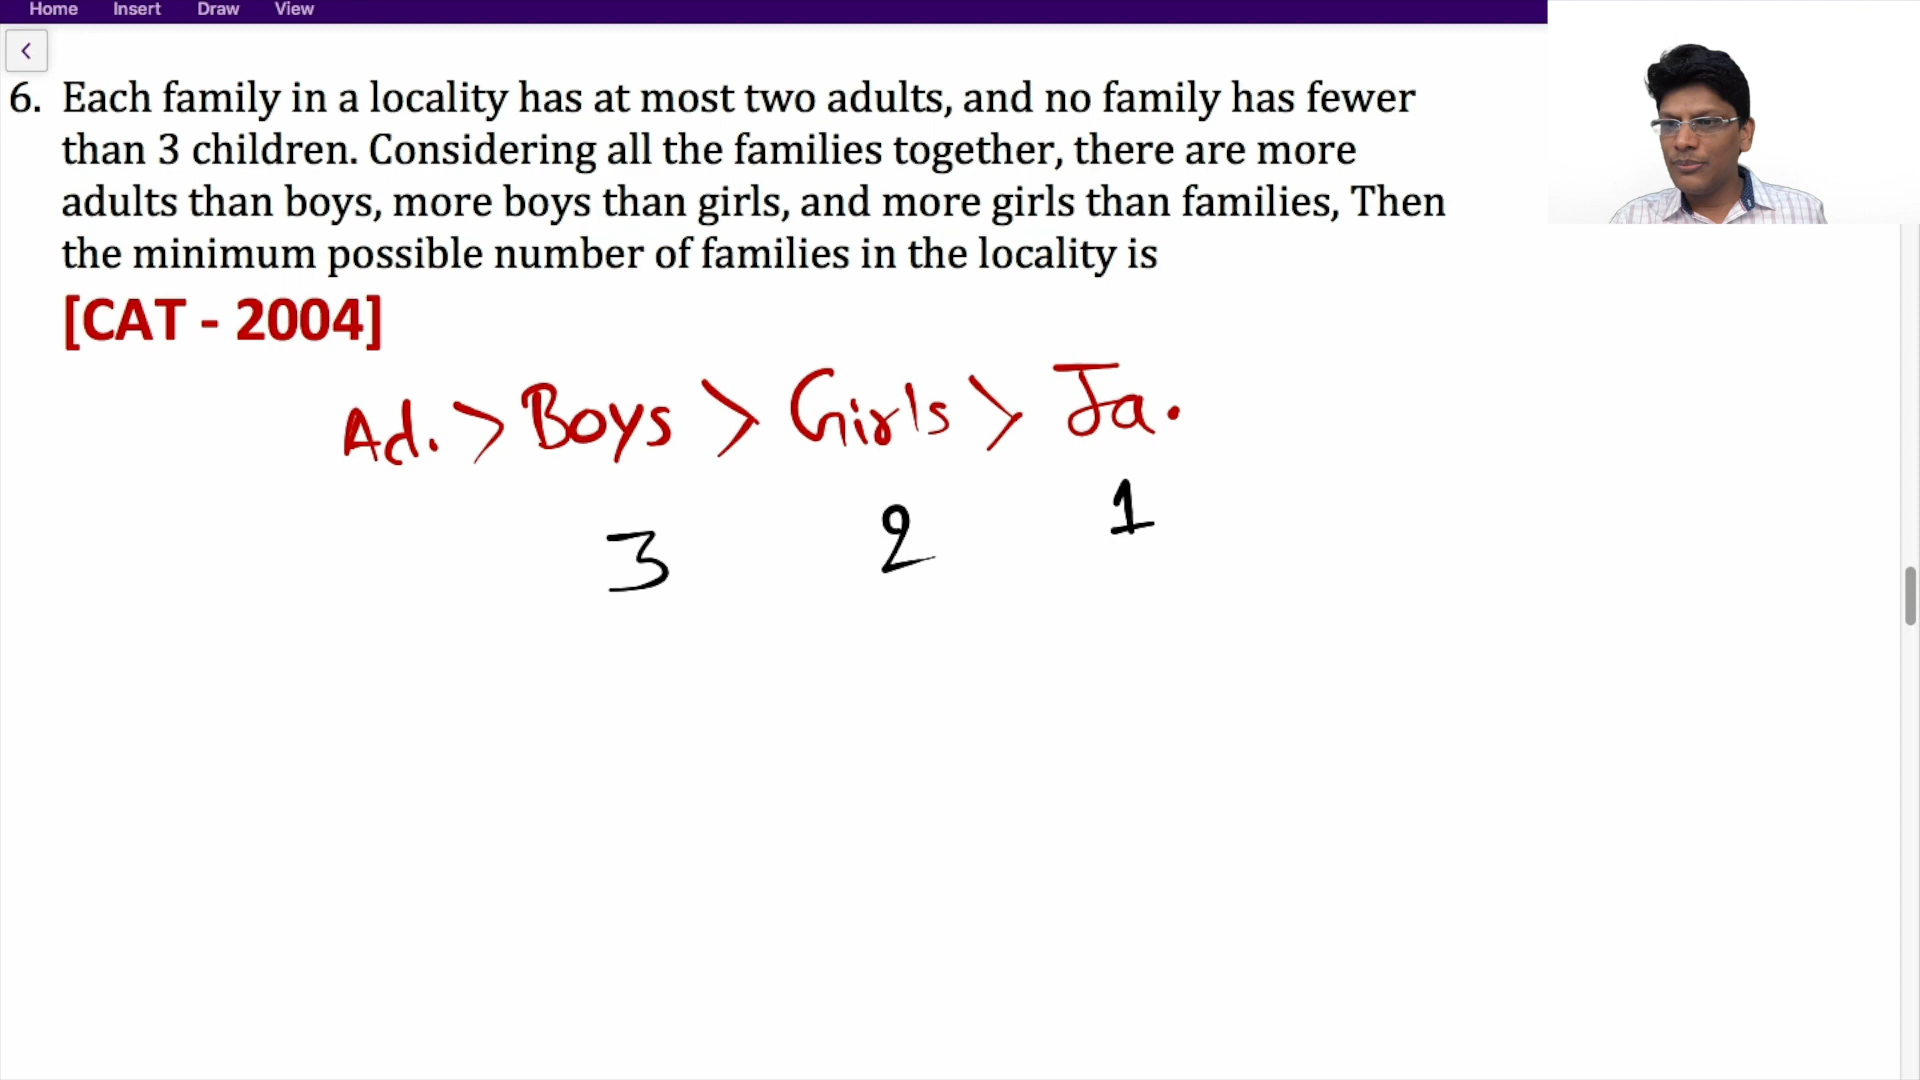 Home Insert Draw View
6. Each family in a locality has at most two adults, and no family has fewer
than 3 children. Considering all the families together, there are more
adults than boys, more boys than girls, and more girls than families, Then
the minimum possible number of families in the locality is
[CAT - 2004]
Ad. > Boys > Girls > Fa.
3 2 1